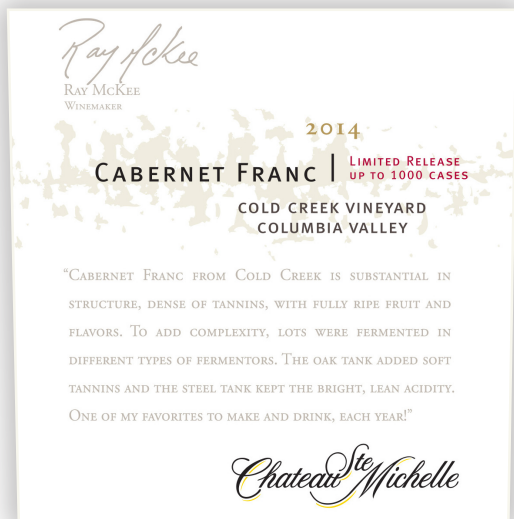 Ray McKee
RAY MCKEE
WINEMAKER
2014
CABERNET FRANC | LIMITED RELEASE
UP TO 1000 CASES
COLD CREEK VINEYARD
COLUMBIA VALLEY
“CABERNET FRANC FROM COLD CREEK IS SUBSTANTIAL IN
STRUCTURE, DENSE OF TANNINS, WITH FULLY RIPE FRUIT AND
FLAVORS. TO ADD COMPLEXITY, LOTS WERE FERMENTED IN
DIFFERENT TYPES OF FERMENTORS. THE OAK TANK ADDED SOFT
TANNINS AND THE STEEL TANK KEPT THE BRIGHT, LEAN ACIDITY.
ONE OF MY FAVORITES TO MAKE AND DRINK, EACH YEAR!”
Chateau Ste Michelle